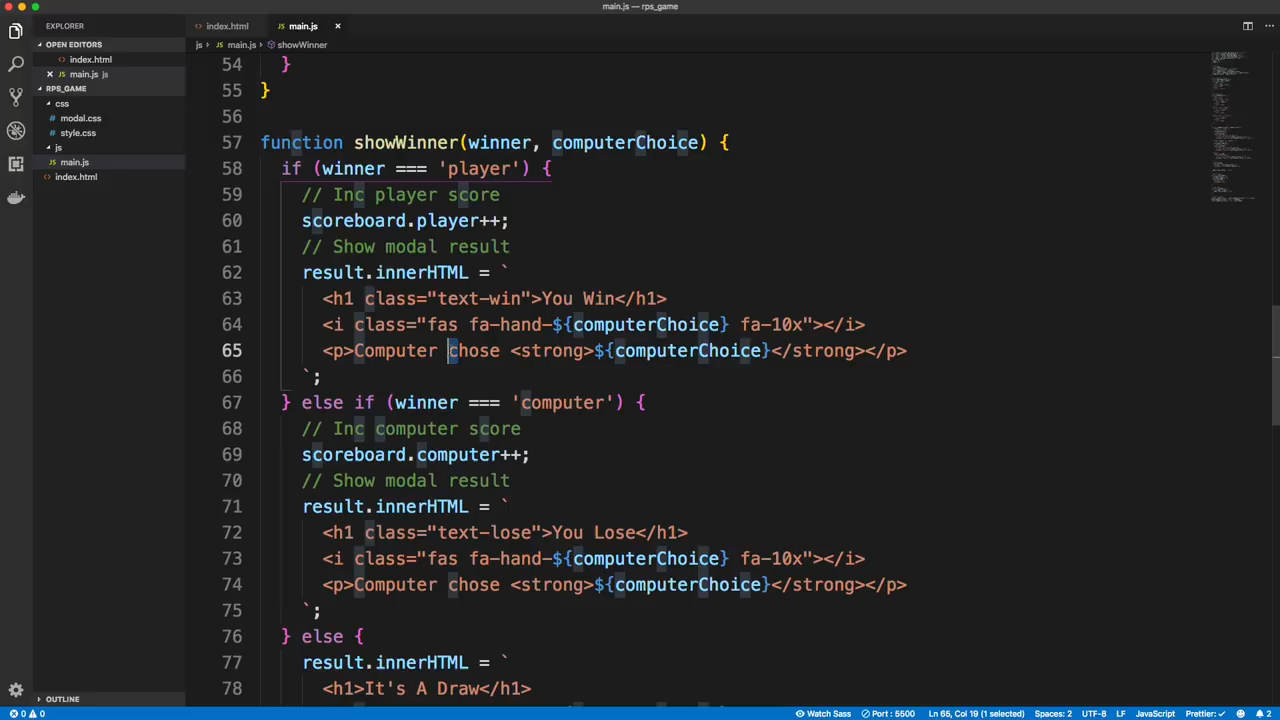 main.js — rps_game
EXPLORER
OPEN EDITORS
index.html
main.js js
RPS_GAME
css
modal.css
style.css
js
main.js
index.html
OUTLINE
index.html
JS main.js ×
js › JS main.js › showWinner
54 }
55 }
56
57 function showWinner(winner, computerChoice) {
58 if (winner === 'player') {
59 // Inc player score
60 scoreboard.player++;
61 // Show modal result
62 result.innerHTML = `
63 <h1 class="text-win">You Win</h1>
64 <i class="fas fa-hand-${computerChoice} fa-10x"></i>
65 <p>Computer chose <strong>${computerChoice}</strong></p>
66 `;
67 } else if (winner === 'computer') {
68 // Inc computer score
69 scoreboard.computer++;
70 // Show modal result
71 result.innerHTML = `
72 <h1 class="text-lose">You Lose</h1>
73 <i class="fas fa-hand-${computerChoice} fa-10x"></i>
74 <p>Computer chose <strong>${computerChoice}</strong></p>
75 `;
76 } else {
77 result.innerHTML = `
78 <h1>It's A Draw</h1>
0 0 Watch Sass Port : 5500 Ln 65, Col 19 (1 selected) Spaces: 2 UTF-8 LF JavaScript Prettier: ✓ 2